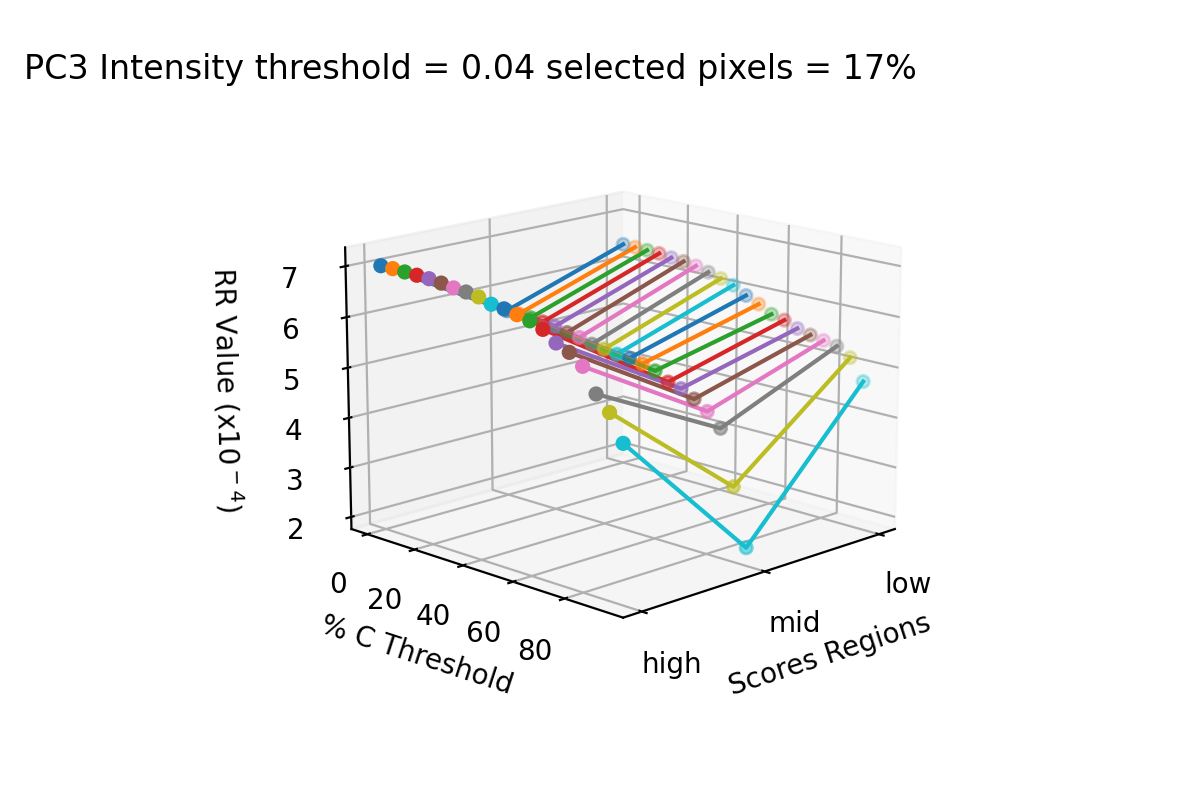 PC3 Intensity threshold = 0.04 selected pixels = 17%
RR Value (x10⁻⁴)
7
6
5
4
3
2
0
20
40
60
80
% C Threshold
high
mid
low
Scores Regions